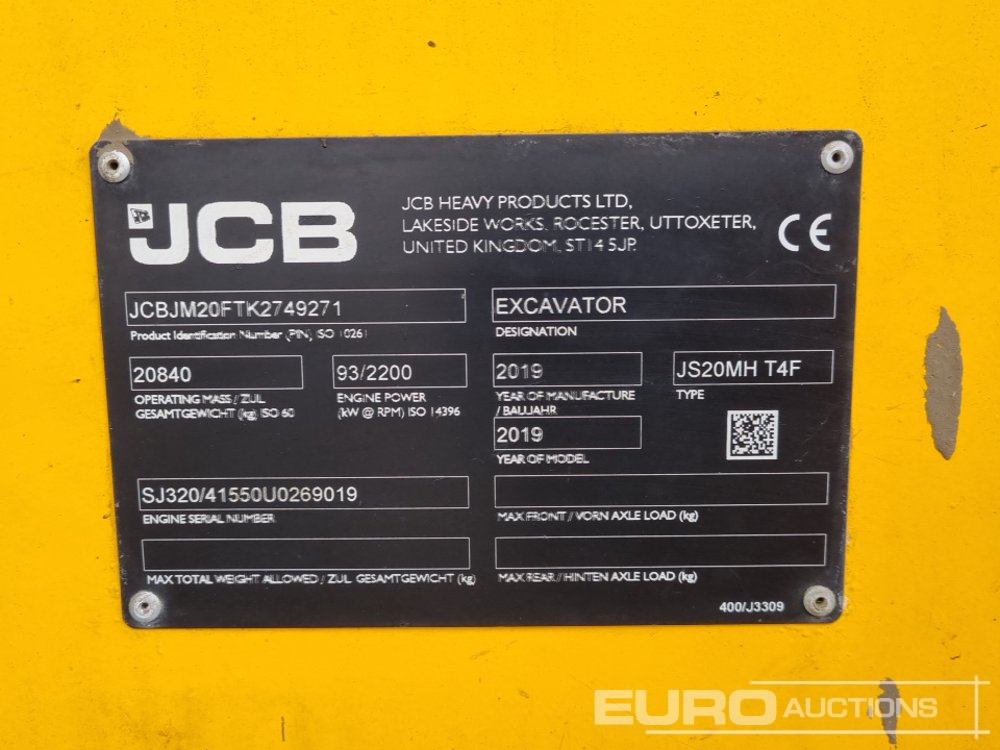 JCB
JCB HEAVY PRODUCTS LTD,
LAKESIDE WORKS. ROCESTER, UTTOXETER,
UNITED KINGDOM. ST14 5JP.
CE
JCBJM20FTK2749271
Product Identification Number (PIN) ISO 10261
EXCAVATOR
DESIGNATION
20840
OPERATING MASS / ZUL
GESAMTGEWICHT (kg) ISO 60
93/2200
ENGINE POWER
(kW @ RPM) ISO 14396
2019
YEAR OF MANUFACTURE
/ BAUJAHR
JS20MH T4F
TYPE
2019
YEAR OF MODEL
SJ320/41550U0269019
ENGINE SERIAL NUMBER
MAX FRONT / VORN AXLE LOAD (kg)
MAX TOTAL WEIGHT ALLOWED / ZUL GESAMTGEWICHT (kg)
MAX REAR / HINTEN AXLE LOAD (kg)
400/J3309
EURO AUCTIONS